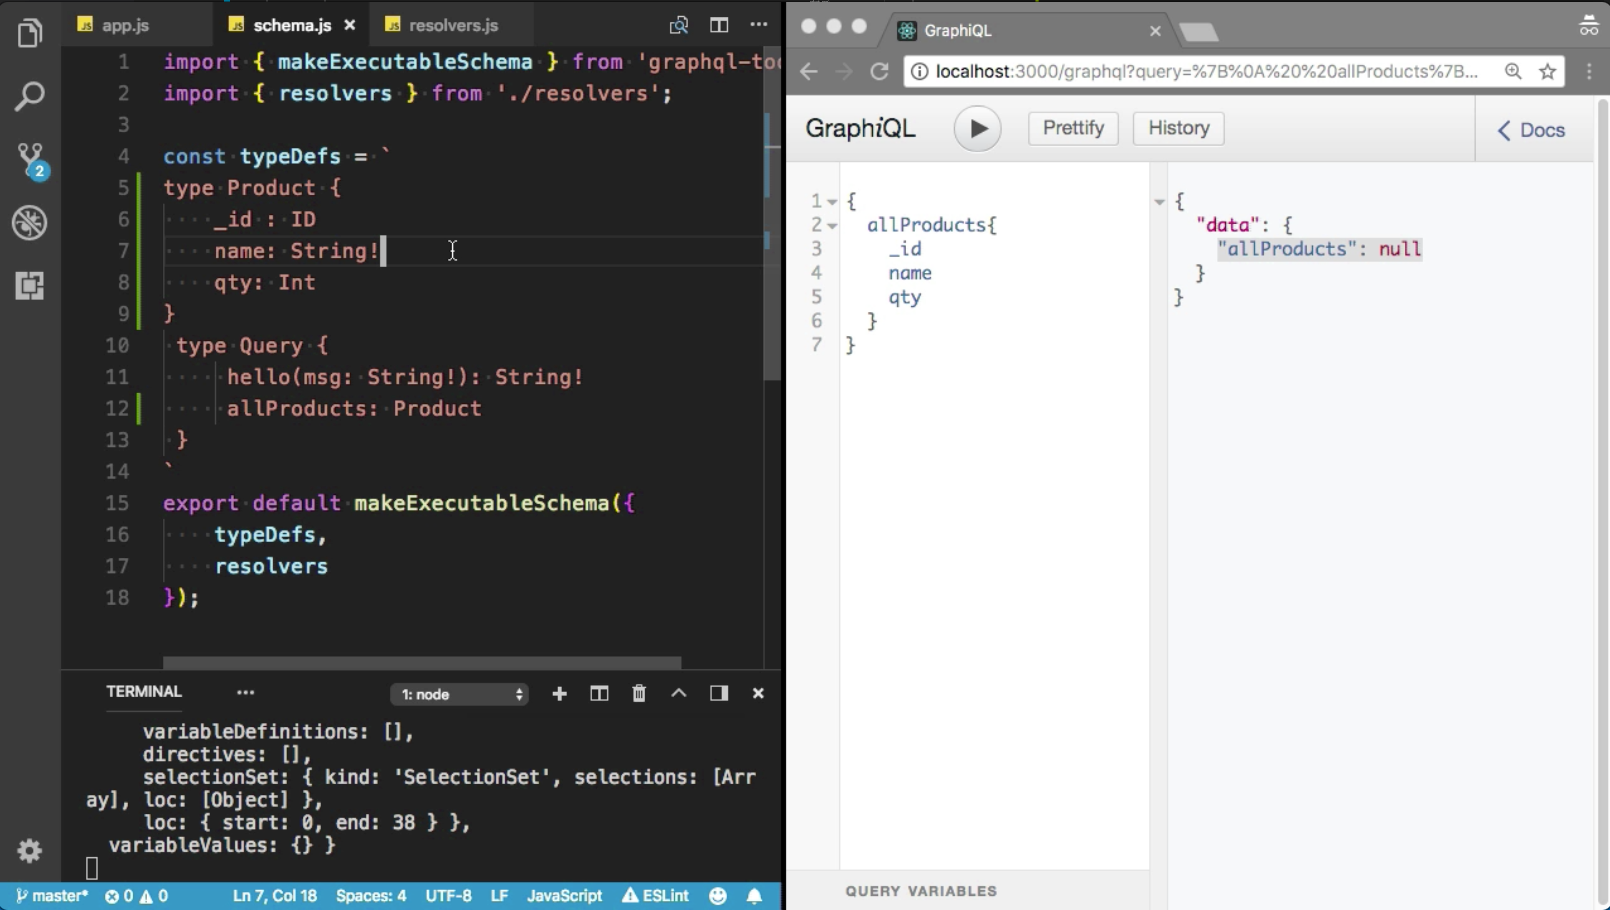 app.js
schema.js
resolvers.js
1 import { makeExecutableSchema } from 'graphql-too
2 import { resolvers } from './resolvers';
3
4 const typeDefs = `
5 type Product {
6 _id : ID
7 name: String!
8 qty: Int
9 }
10 type Query {
11 hello(msg: String!): String!
12 allProducts: Product
13 }
14 `
15 export default makeExecutableSchema({
16 typeDefs,
17 resolvers
18 });
2
TERMINAL
1: node
variableDefinitions: [],
directives: [],
selectionSet: { kind: 'SelectionSet', selections: [Arr
ay], loc: [Object] },
loc: { start: 0, end: 38 } },
variableValues: {} }
master* 0 0 Ln 7, Col 18 Spaces: 4 UTF-8 LF JavaScript ESLint
GraphiQL
localhost:3000/graphql?query=%7B%0A%20%20allProducts%7B...
GraphiQL
Prettify
History
Docs
1 {
2 allProducts{
3 _id
4 name
5 qty
6 }
7 }
{
"data": {
"allProducts": null
}
}
QUERY VARIABLES